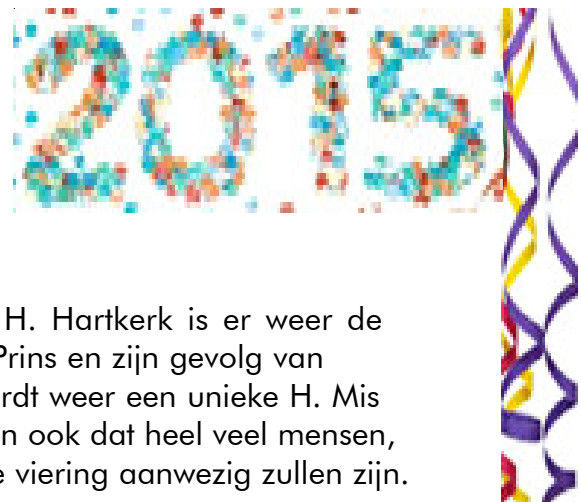 2015
H. Hartkerk is er weer de
Prins en zijn gevolg van
weer een unieke H. Mis
ook dat heel veel mensen,
viering aanwezig zullen zijn.